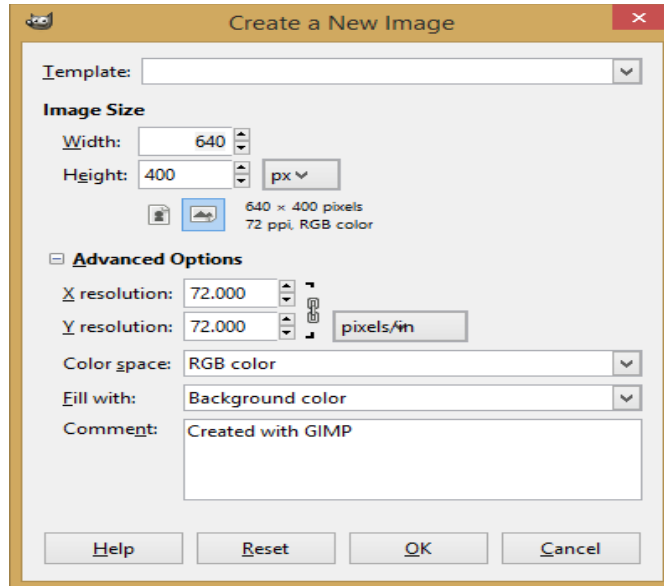 Create a New Image
Template:
Image Size
Width: 640
Height: 400 px
640 × 400 pixels
72 ppi, RGB color
Advanced Options
X resolution: 72.000
Y resolution: 72.000 pixels/in
Color space: RGB color
Fill with: Background color
Comment: Created with GIMP
Help Reset OK Cancel